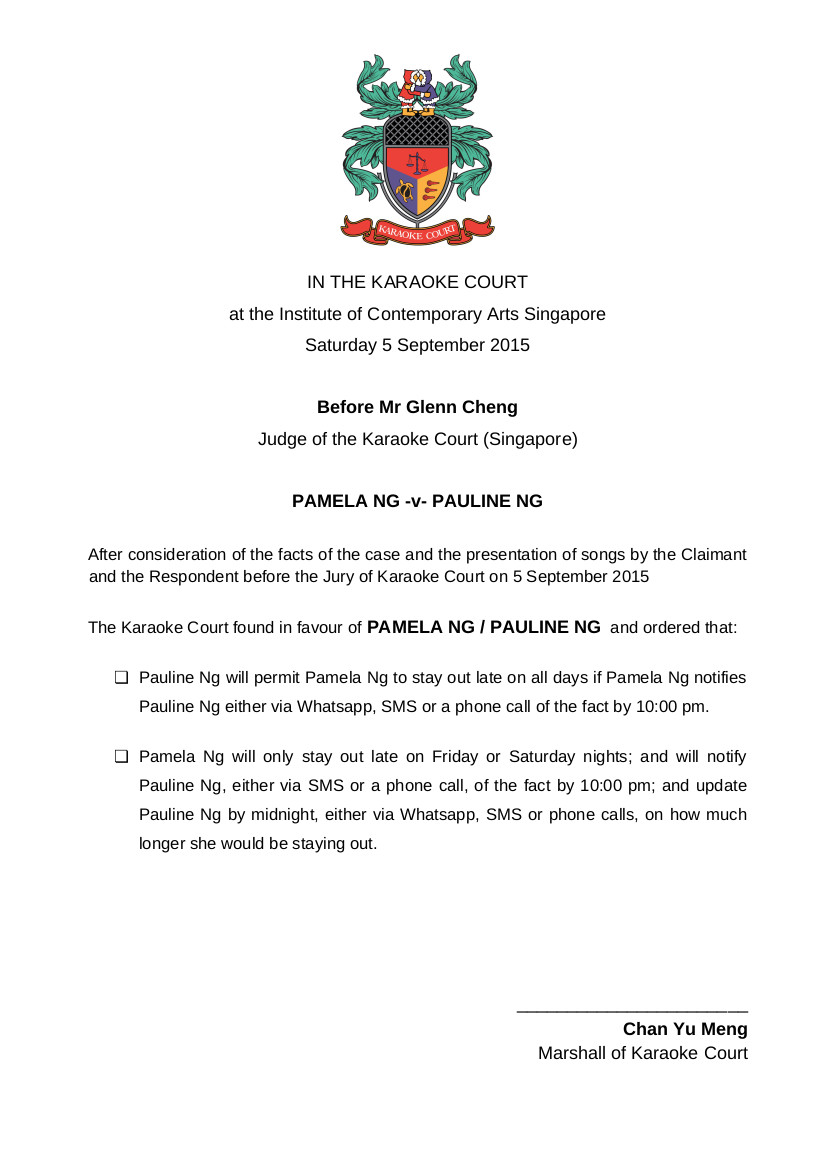 KARAOKE COURT
IN THE KARAOKE COURT
at the Institute of Contemporary Arts Singapore
Saturday 5 September 2015
Before Mr Glenn Cheng
Judge of the Karaoke Court (Singapore)
PAMELA NG -v- PAULINE NG
After consideration of the facts of the case and the presentation of songs by the Claimant
and the Respondent before the Jury of Karaoke Court on 5 September 2015
The Karaoke Court found in favour of PAMELA NG / PAULINE NG and ordered that:
❑ Pauline Ng will permit Pamela Ng to stay out late on all days if Pamela Ng notifies
Pauline Ng either via Whatsapp, SMS or a phone call of the fact by 10:00 pm.
❑ Pamela Ng will only stay out late on Friday or Saturday nights; and will notify
Pauline Ng, either via SMS or a phone call, of the fact by 10:00 pm; and update
Pauline Ng by midnight, either via Whatsapp, SMS or phone calls, on how much
longer she would be staying out.
Chan Yu Meng
Marshall of Karaoke Court